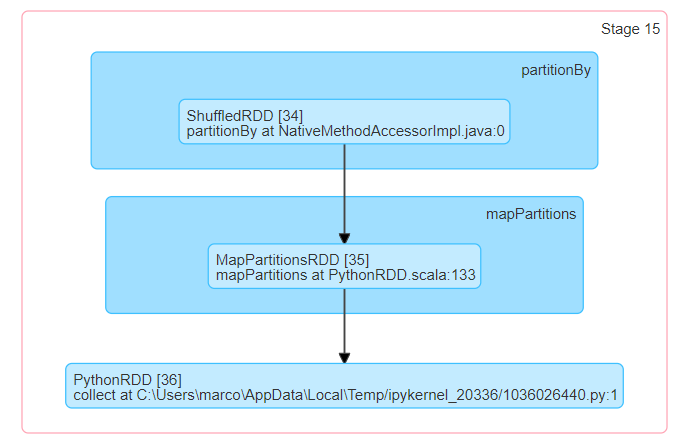 Stage 15
partitionBy
ShuffledRDD [34]
partitionBy at NativeMethodAccessorImpl.java:0
mapPartitions
MapPartitionsRDD [35]
mapPartitions at PythonRDD.scala:133
PythonRDD [36]
collect at C:\Users\marco\AppData\Local\Temp/ipykernel_20336/1036026440.py:1